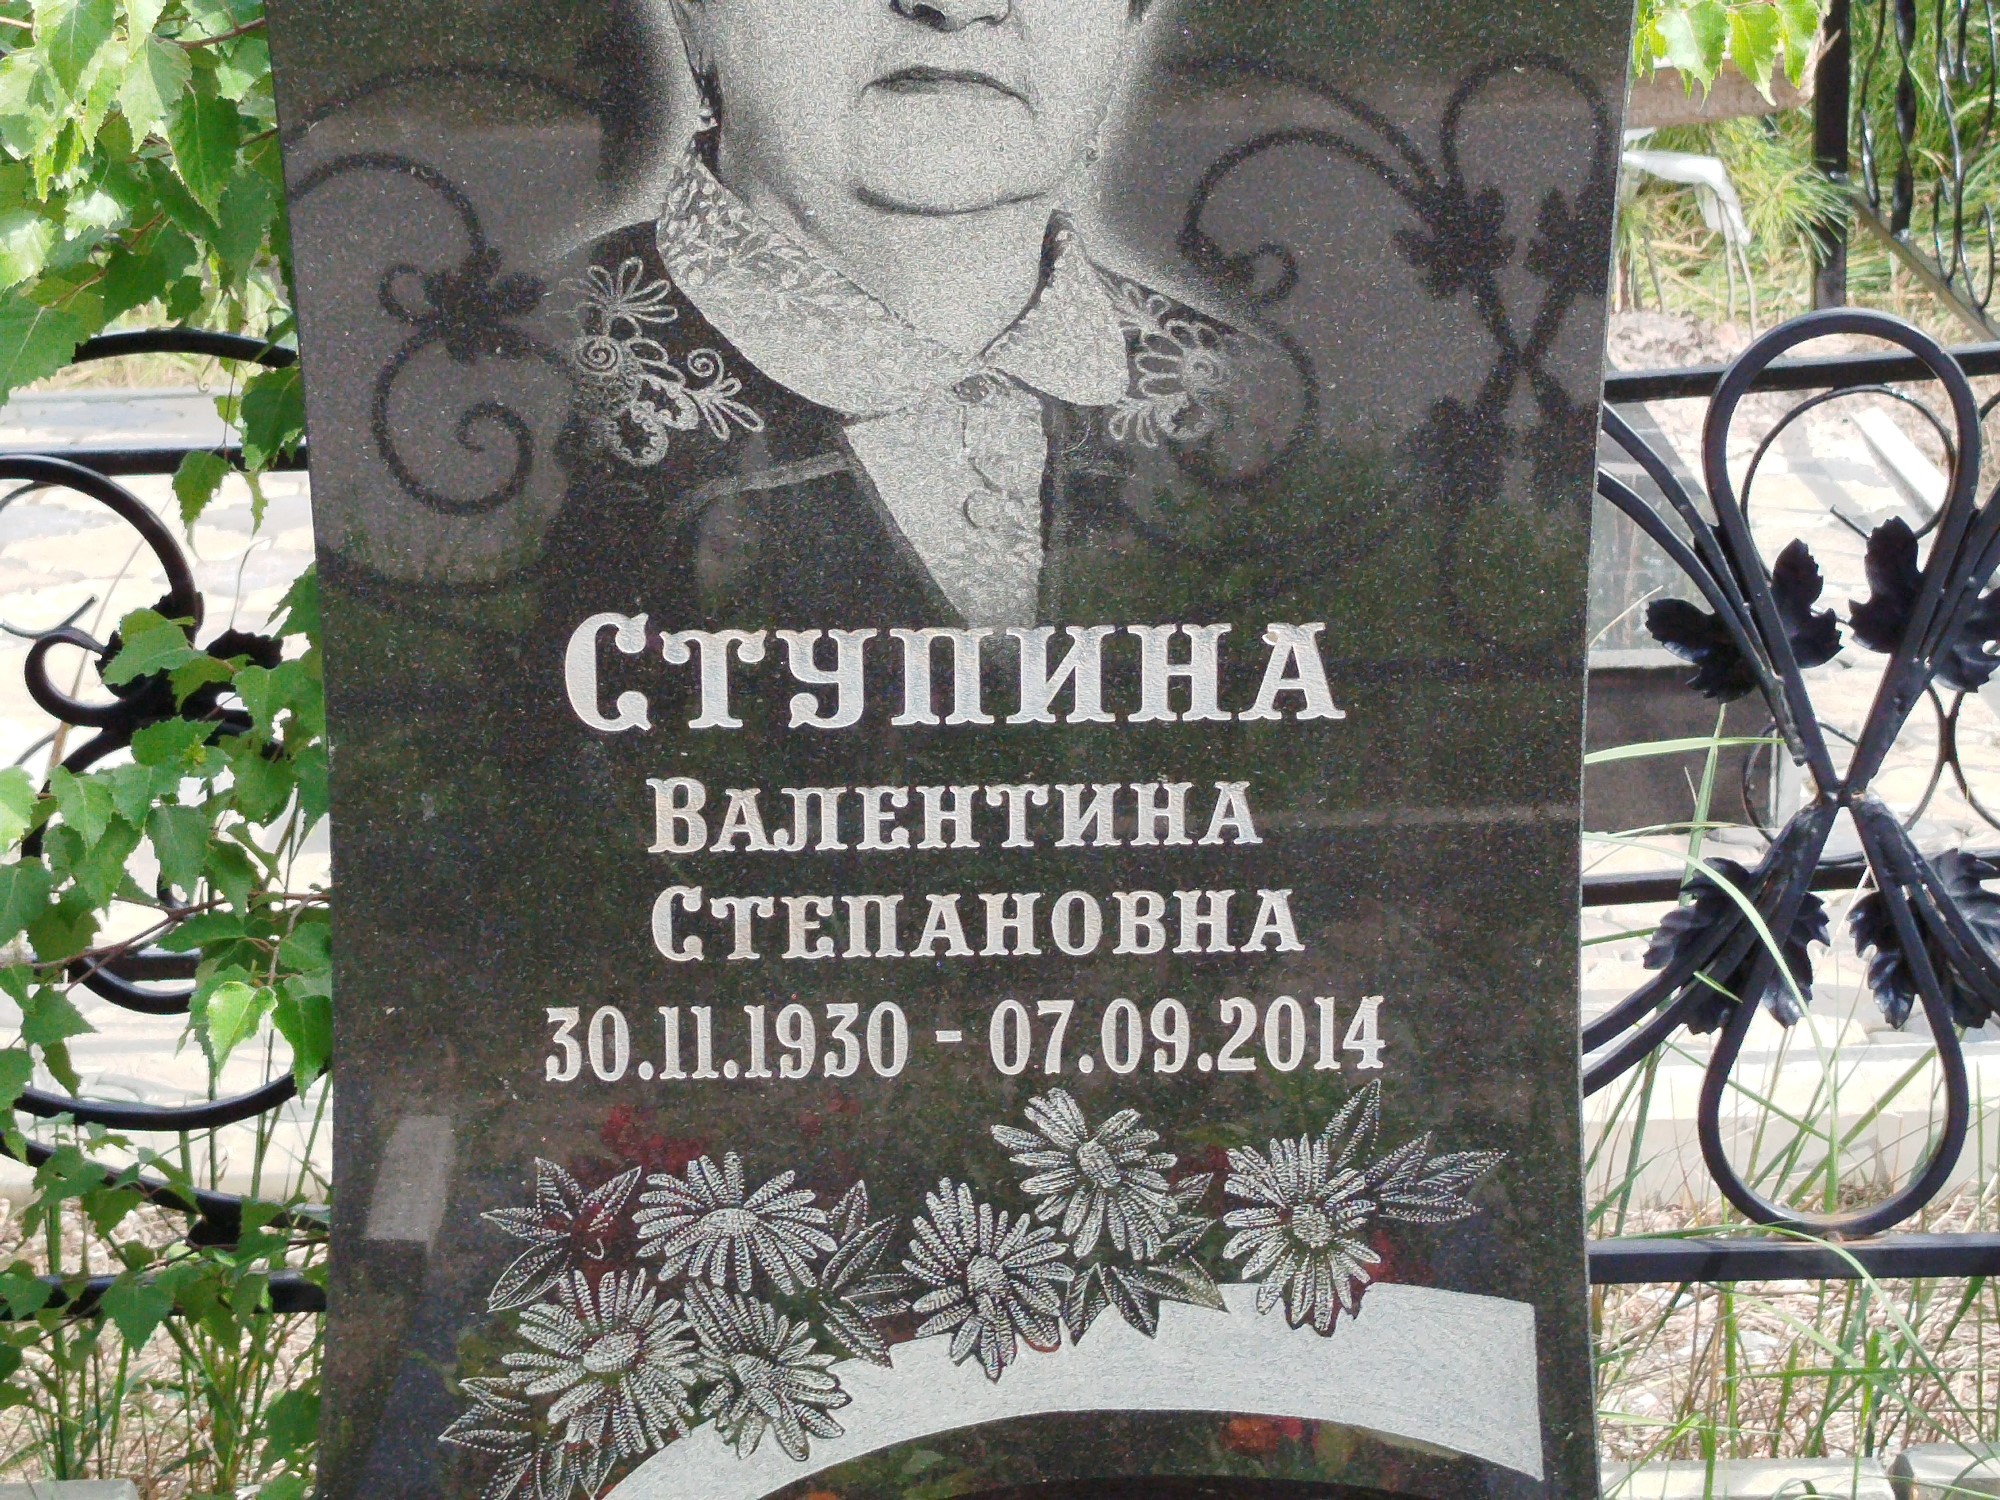 Ступина
Валентина
Степановна
30.11.1930 - 07.09.2014